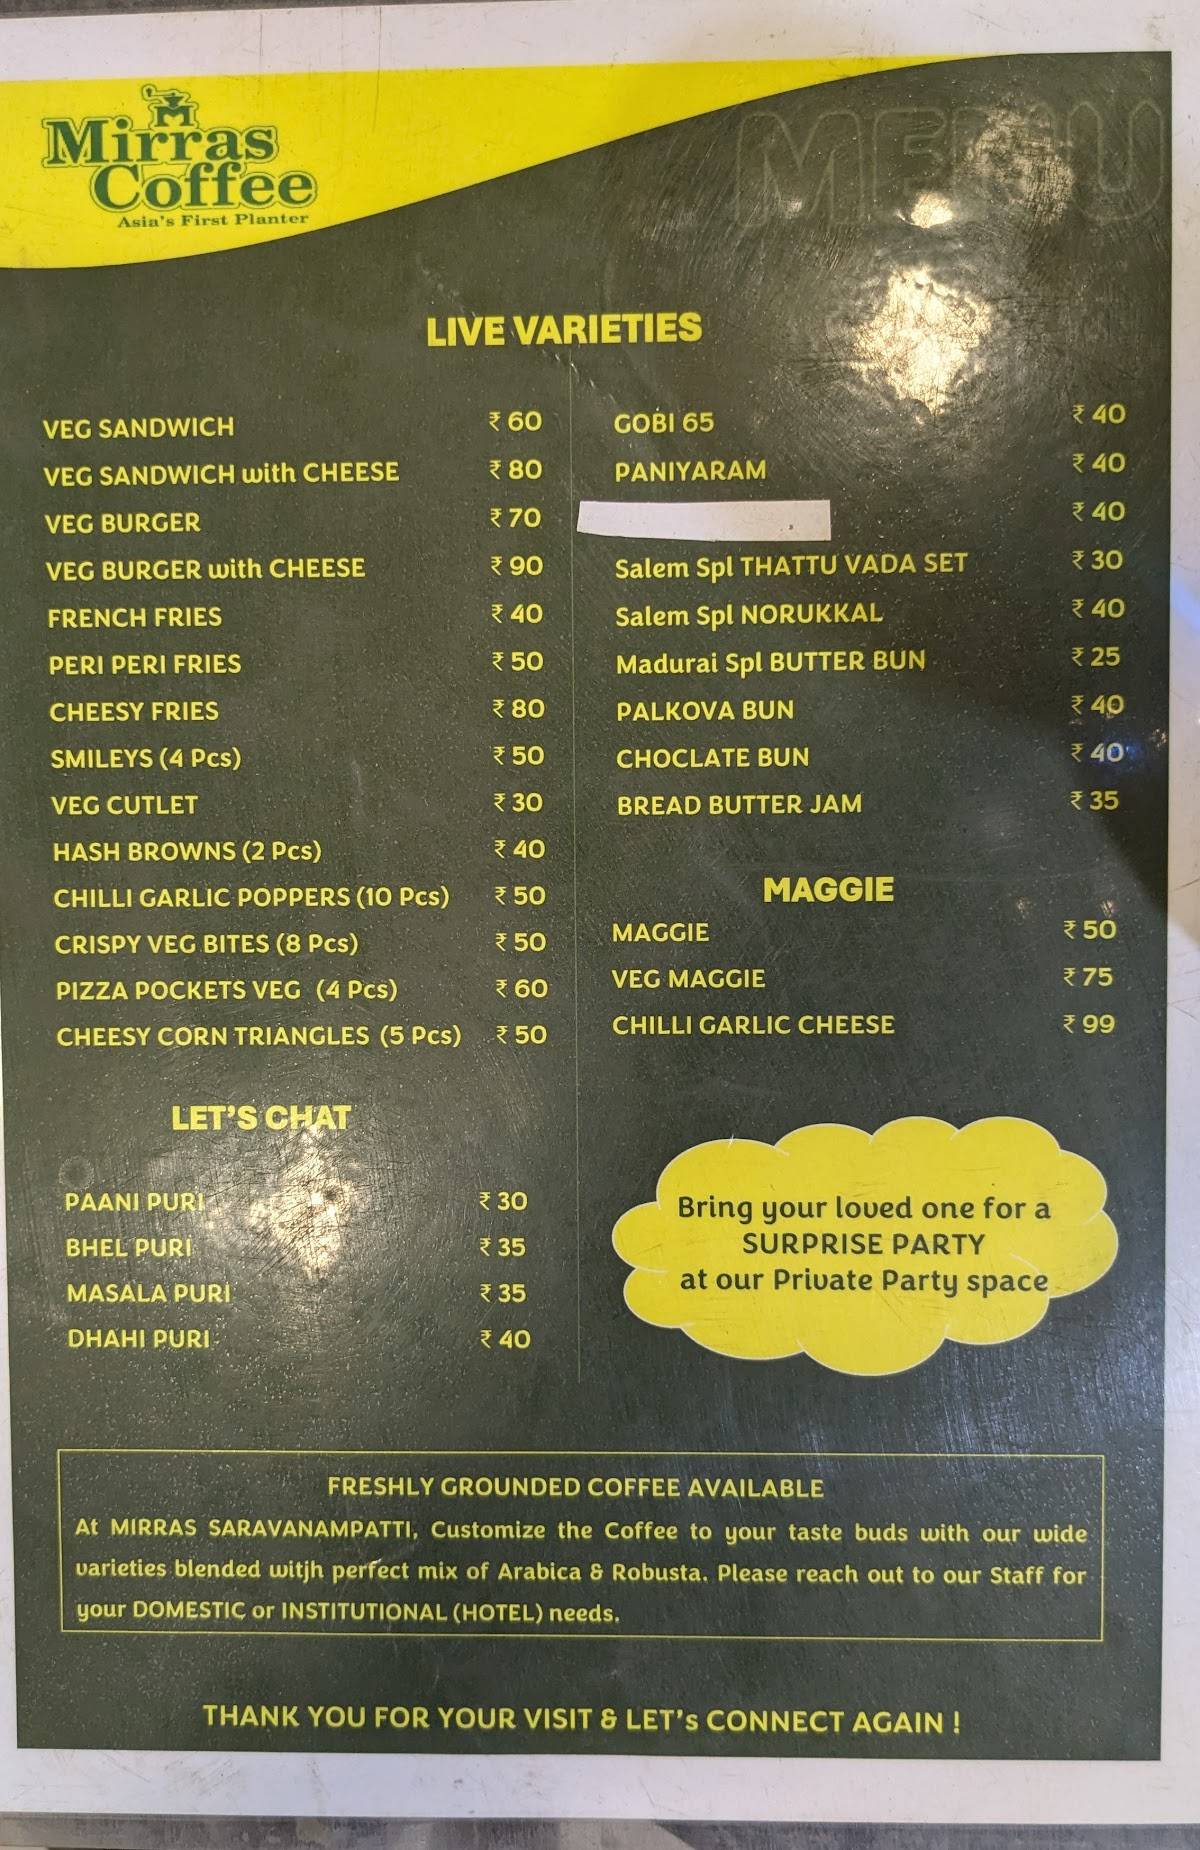 Mirras
Coffee
Asia's First Planter
MENU
LIVE VARIETIES
VEG SANDWICH ₹ 60
VEG SANDWICH with CHEESE ₹ 80
VEG BURGER ₹ 70
VEG BURGER with CHEESE ₹ 90
FRENCH FRIES ₹ 40
PERI PERI FRIES ₹ 50
CHEESY FRIES ₹ 80
SMILEYS (4 Pcs) ₹ 50
VEG CUTLET ₹ 30
HASH BROWNS (2 Pcs) ₹ 40
CHILLI GARLIC POPPERS (10 Pcs) ₹ 50
CRISPY VEG BITES (8 Pcs) ₹ 50
PIZZA POCKETS VEG (4 Pcs) ₹ 60
CHEESY CORN TRIANGLES (5 Pcs) ₹ 50
LET'S CHAT
PAANI PURI ₹ 30
BHEL PURI ₹ 35
MASALA PURI ₹ 35
DHAHI PURI ₹ 40
GOBI 65 ₹ 40
PANIYARAM ₹ 40
₹ 40
Salem Spl THATTU VADA SET ₹ 30
Salem Spl NORUKKAL ₹ 40
Madurai Spl BUTTER BUN ₹ 25
PALKOVA BUN ₹ 40
CHOCLATE BUN ₹ 40
BREAD BUTTER JAM ₹ 35
MAGGIE
MAGGIE ₹ 50
VEG MAGGIE ₹ 75
CHILLI GARLIC CHEESE ₹ 99
Bring your loved one for a
SURPRISE PARTY
at our Private Party space
FRESHLY GROUNDED COFFEE AVAILABLE
At MIRRAS SARAVANAMPATTI, Customize the Coffee to your taste buds with our wide
varieties blended witjh perfect mix of Arabica & Robusta. Please reach out to our Staff for
your DOMESTIC or INSTITUTIONAL (HOTEL) needs.
THANK YOU FOR YOUR VISIT & LET's CONNECT AGAIN !